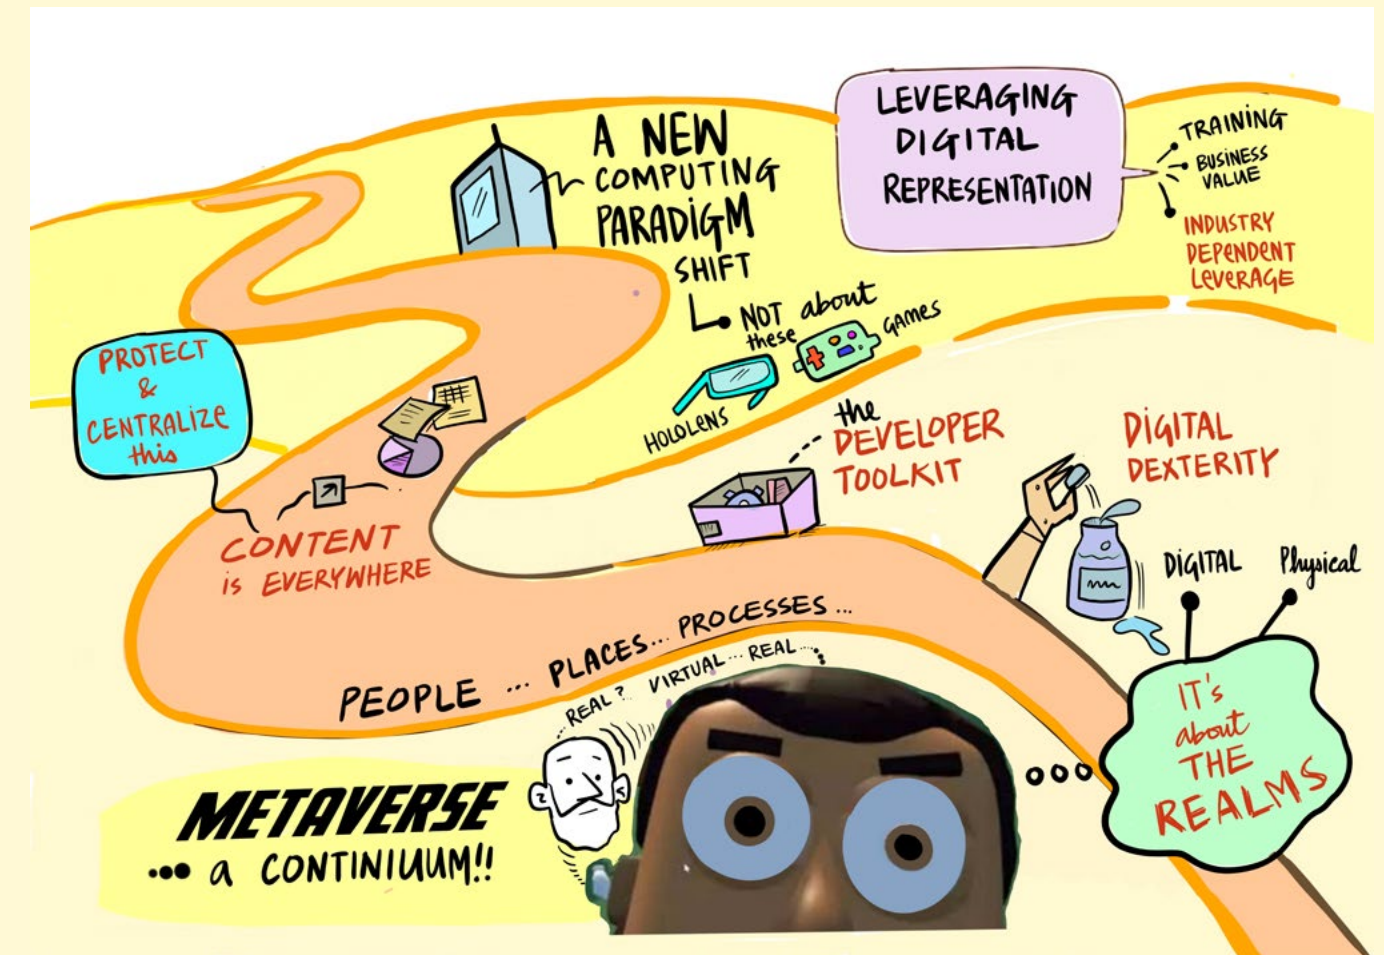 A NEW
COMPUTING
PARADIGM
SHIFT
NOT about
these
GAMES
HOLOLENS
LEVERAGING
DIGITAL
REPRESENTATION
TRAINING
BUSINESS
VALUE
INDUSTRY
DEPENDENT
LEVERAGE
PROTECT
&
CENTRALIZE
this
CONTENT
is EVERYWHERE
the
DEVELOPER
TOOLKIT
DIGITAL
DEXTERITY
DIGITAL
Physical
IT's
about
THE
REALMS
PEOPLE ... PLACES... PROCESSES...
REAL? VIRTUAL... REAL...
METAVERSE
... a CONTINIUUM!!